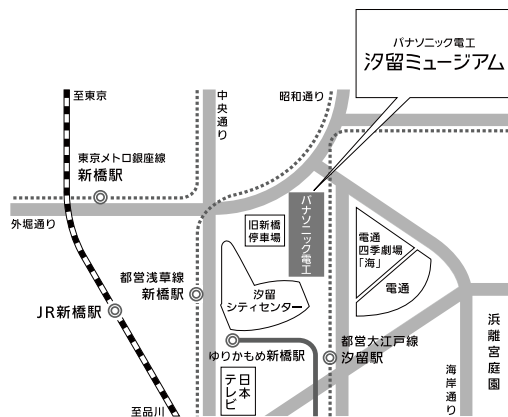 パナソニック電工
汐留ミュージアム
至東京
中央通り
昭和通り
東京メトロ銀座線
新橋駅
外堀通り
旧新橋
停車場
パナソニック電工
電通
四季劇場
「海」
電通
都営浅草線
新橋駅
汐留
シティセンター
JR新橋駅
ゆりかもめ新橋駅
都営大江戸線
汐留駅
浜離宮庭園
海岸通り
日本
テレビ
至品川